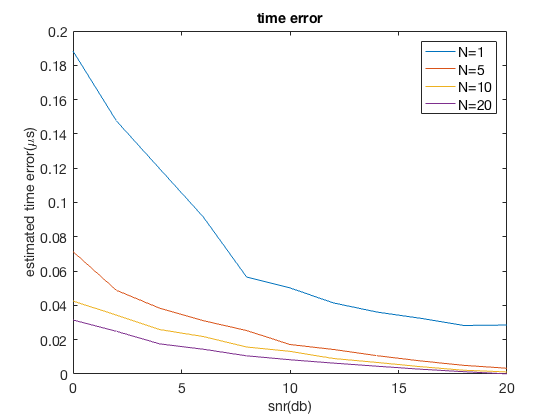 time error
N=1
N=5
N=10
N=20
0.2
0.18
0.16
0.14
0.12
0.1
0.08
0.06
0.04
0.02
0
estimated time error(μs)
0 5 10 15 20
snr(db)